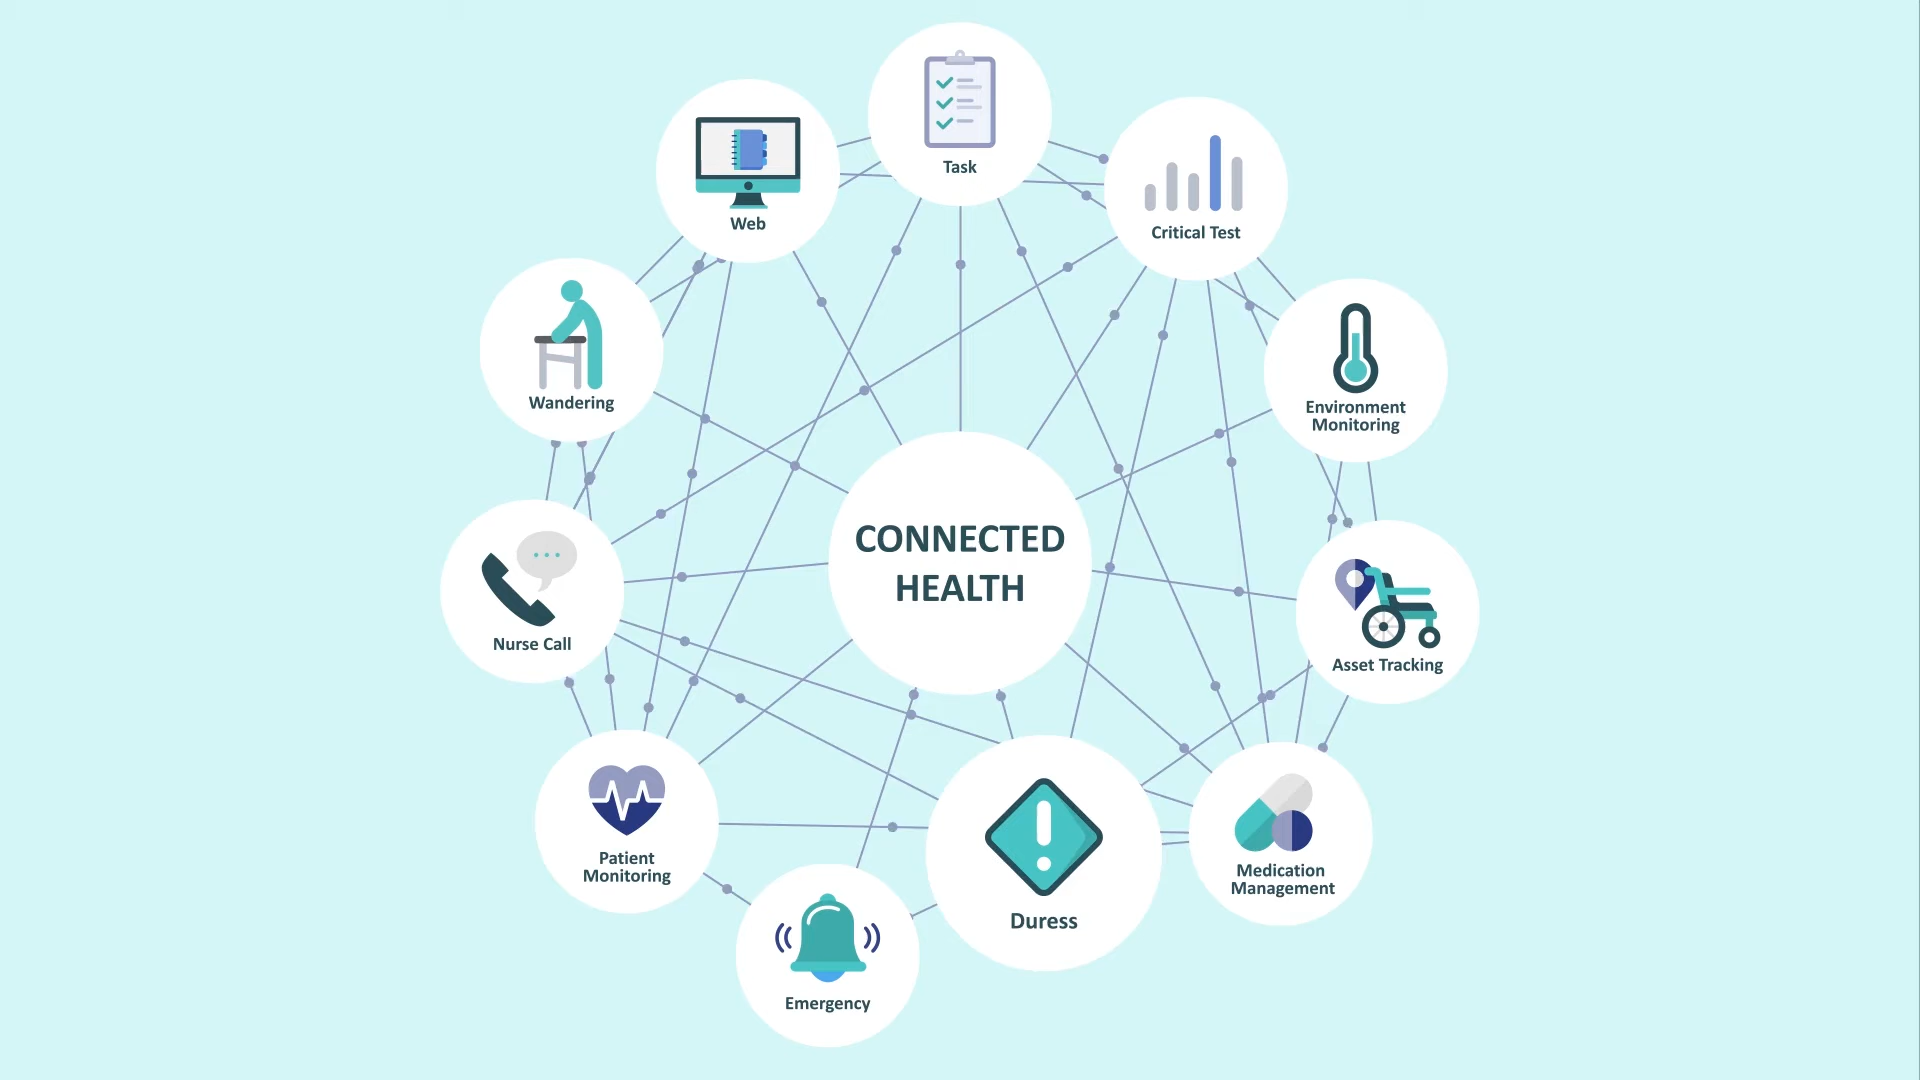 Task
Web
Critical Test
Wandering
Environment
Monitoring
CONNECTED
HEALTH
Nurse Call
Asset Tracking
Patient
Monitoring
Medication
Management
Duress
Emergency